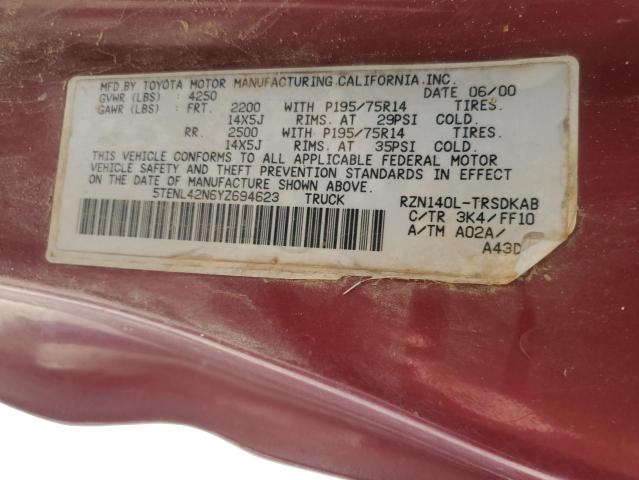 MFD.BY TOYOTA MOTOR MANUFACTURING.CALIFORNIA.INC.
GVWR (LBS) : 4250 DATE 06/00
GAWR (LBS) : FRT. 2200 WITH P195/75R14 TIRES.
14X5J RIMS. AT 29PSI COLD.
RR. 2500 WITH P195/75R14 TIRES.
14X5J RIMS. AT 35PSI COLD.
THIS VEHICLE CONFORMS TO ALL APPLICABLE FEDERAL MOTOR
VEHICLE SAFETY AND THEFT PREVENTION STANDARDS IN EFFECT
ON THE DATE OF MANUFACTURE SHOWN ABOVE.
5TENL42N6YZ694623 TRUCK RZN140L-TRSDKAB
C/TR 3K4/FF10
A/TM A02A/
A43D